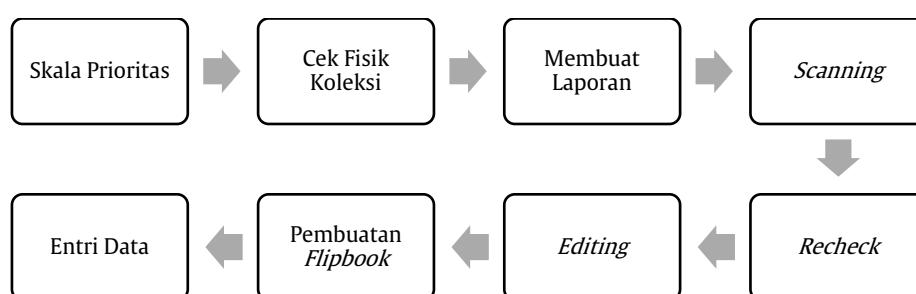 Skala Prioritas
Cek Fisik
Koleksi
Membuat
Laporan
Scanning
Recheck
Editing
Pembuatan
Flipbook
Entri Data